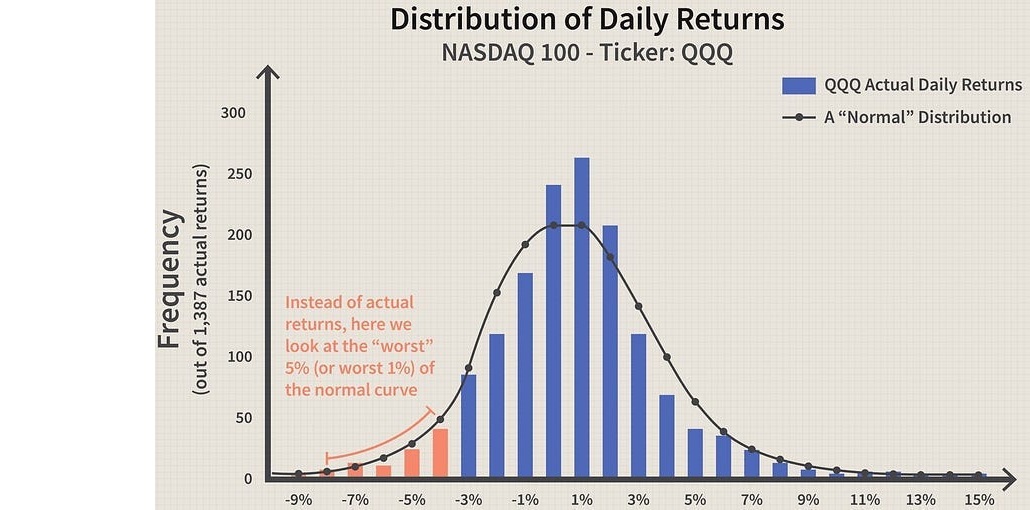 Distribution of Daily Returns
NASDAQ 100 - Ticker: QQQ
QQQ Actual Daily Returns
A “Normal” Distribution
Frequency
(out of 1,387 actual returns)
300
250
200
150
100
50
0
Instead of actual
returns, here we
look at the “worst”
5% (or worst 1%) of
the normal curve
-9% -7% -5% -3% -1% 1% 3% 5% 7% 9% 11% 13% 15%